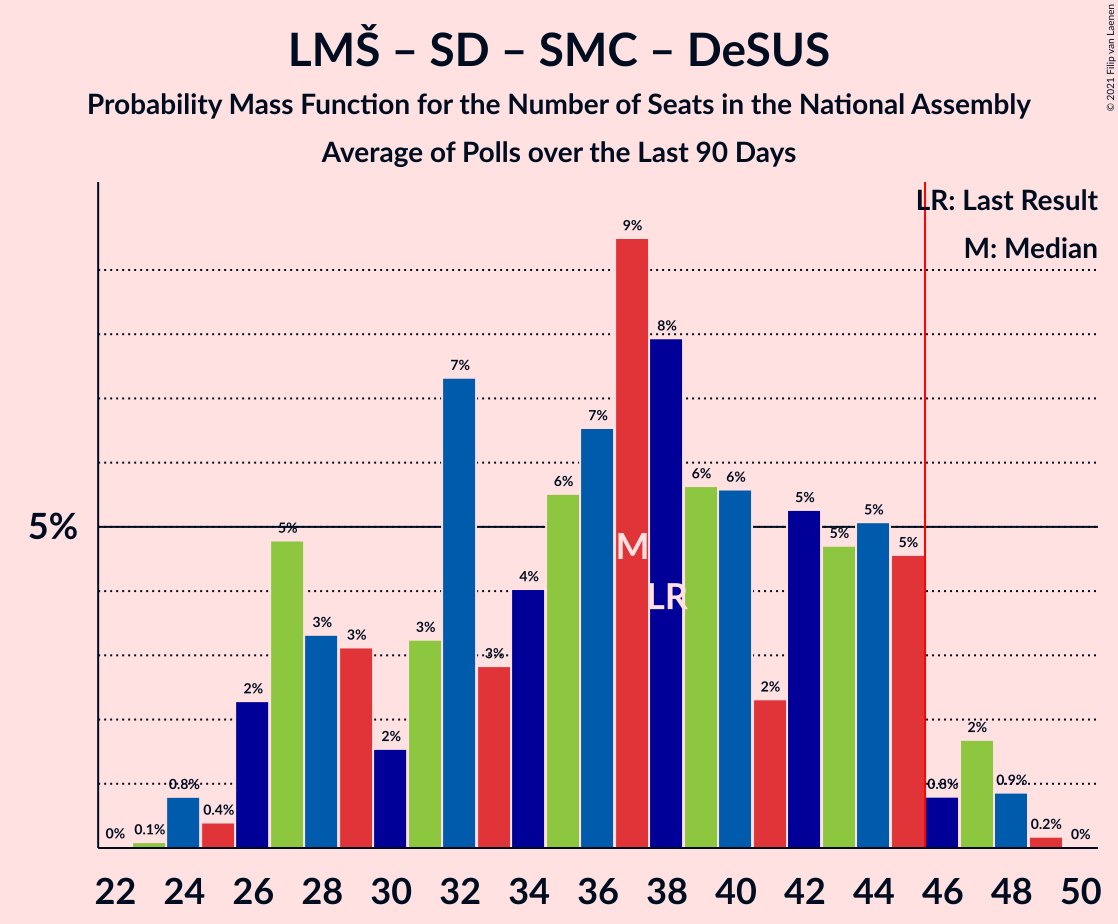 LMŠ – SD – SMC – DeSUS
Probability Mass Function for the Number of Seats in the National Assembly
Average of Polls over the Last 90 Days
© 2021 Filip van Laenen
LR: Last Result
M: Median
5%
0% 0.1% 0.8% 0.4% 2% 5% 3% 3% 2% 3% 7% 3% 4% 6% 7% 9% 8% 6% 6% 2% 5% 5% 5% 5% 0.8% 2% 0.9% 0.2% 0%
M
LR
22 24 26 28 30 32 34 36 38 40 42 44 46 48 50